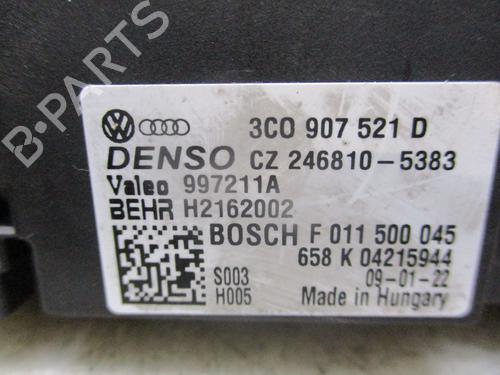 B-PARTS
3C0 907 521 D
DENSO CZ 246810-5383
Valeo 997211A
BEHR H2162002
BOSCH F 011 500 045
658 K 04215944
S003 09-01-22
H005 Made in Hungary